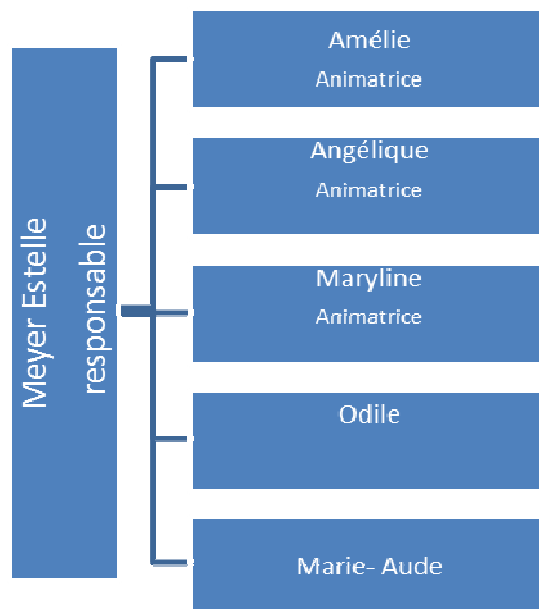 Meyer Estelle
responsable
Amélie
Animatrice
Angélique
Animatrice
Maryline
Animatrice
Odile
Marie- Aude